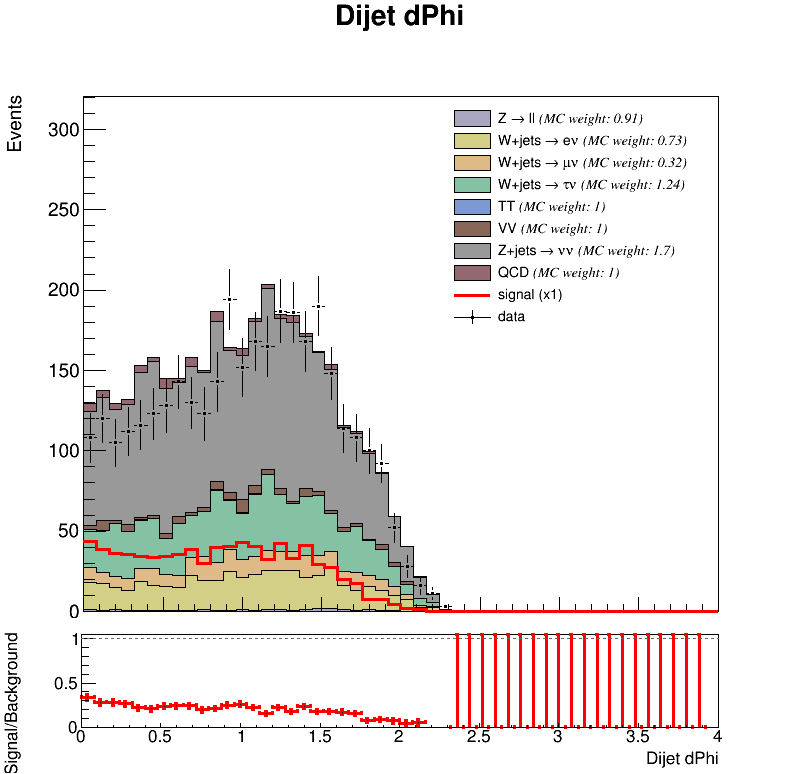 Dijet dPhi
Events
300
250
200
150
100
50
0
Z → ll (MC weight: 0.91)
W+jets → eν (MC weight: 0.73)
W+jets → μν (MC weight: 0.32)
W+jets → τν (MC weight: 1.24)
TT (MC weight: 1)
VV (MC weight: 1)
Z+jets → νν (MC weight: 1.7)
QCD (MC weight: 1)
signal (x1)
data
Signal/Background
1
0.5
0
0 0.5 1 1.5 2 2.5 3 3.5 4
Dijet dPhi